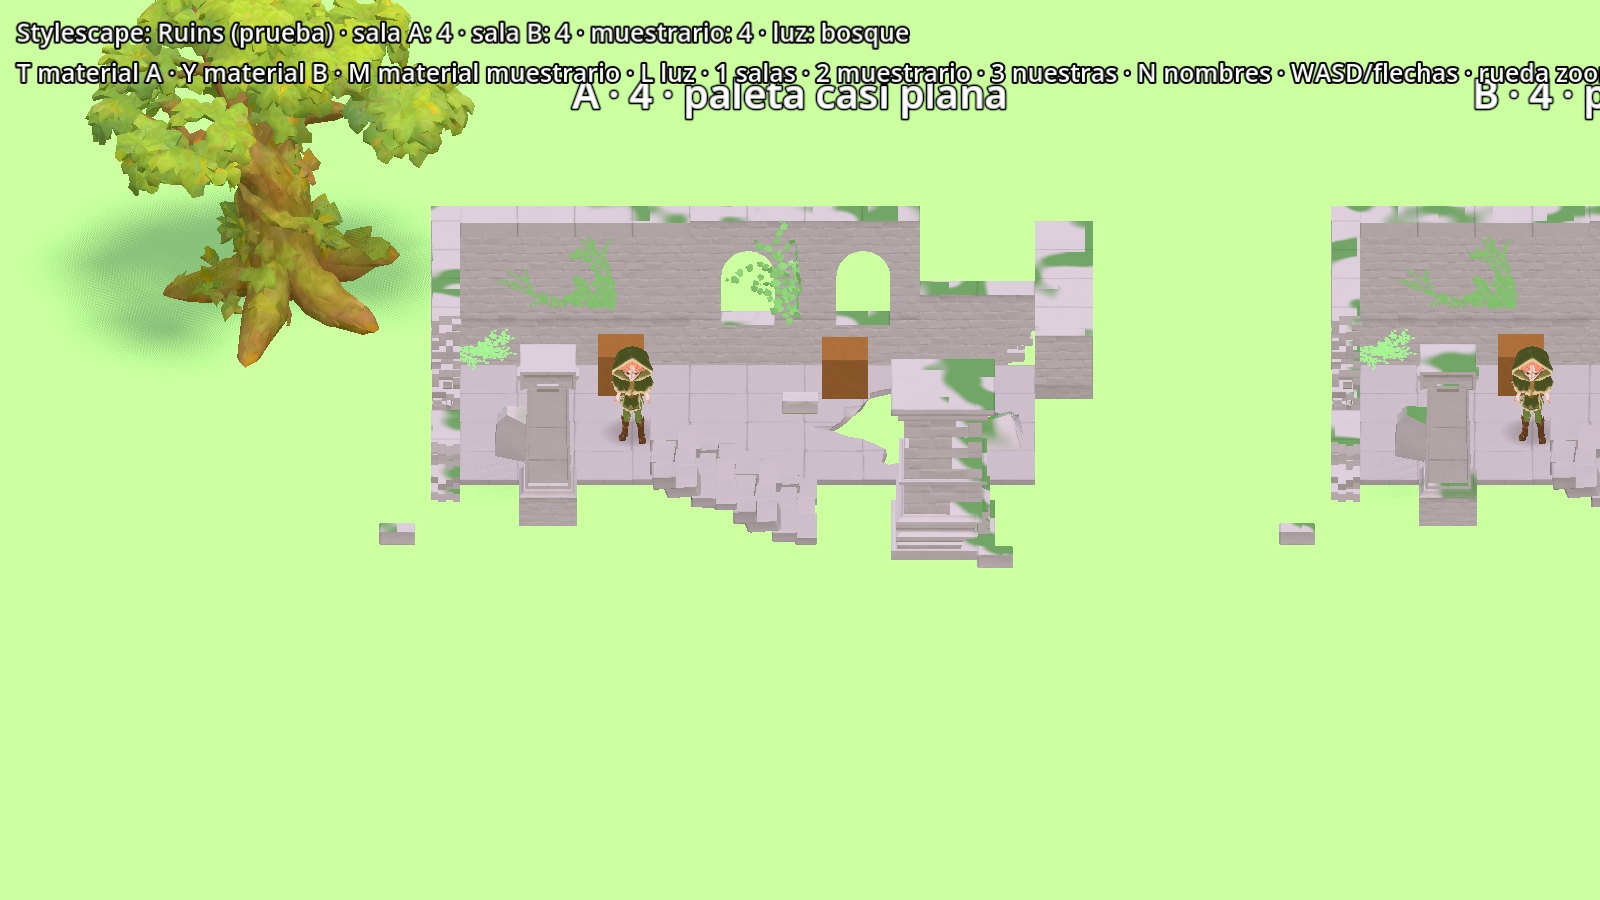 Stylescape: Ruins (prueba) · sala A: 4 · sala B: 4 · muestrario: 4 · luz: bosque
T material A · Y material B · M material muestrario · L luz · 1 salas · 2 muestrario · 3 nuestras · N nombres · WASD/flechas · rueda zoo
A · 4 · paleta casi plana
B · 4 · p